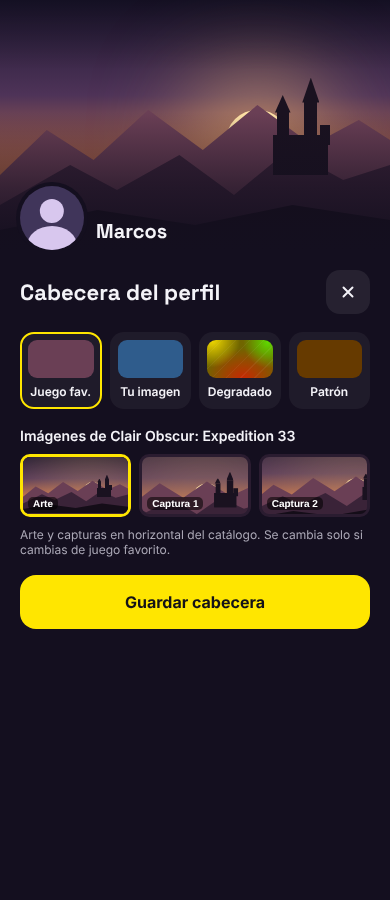 Marcos
Cabecera del perfil
Juego fav.
Tu imagen
Degradado
Patrón
Imágenes de Clair Obscur: Expedition 33
Arte
Captura 1
Captura 2
Arte y capturas en horizontal del catálogo. Se cambia solo si
cambias de juego favorito.
Guardar cabecera